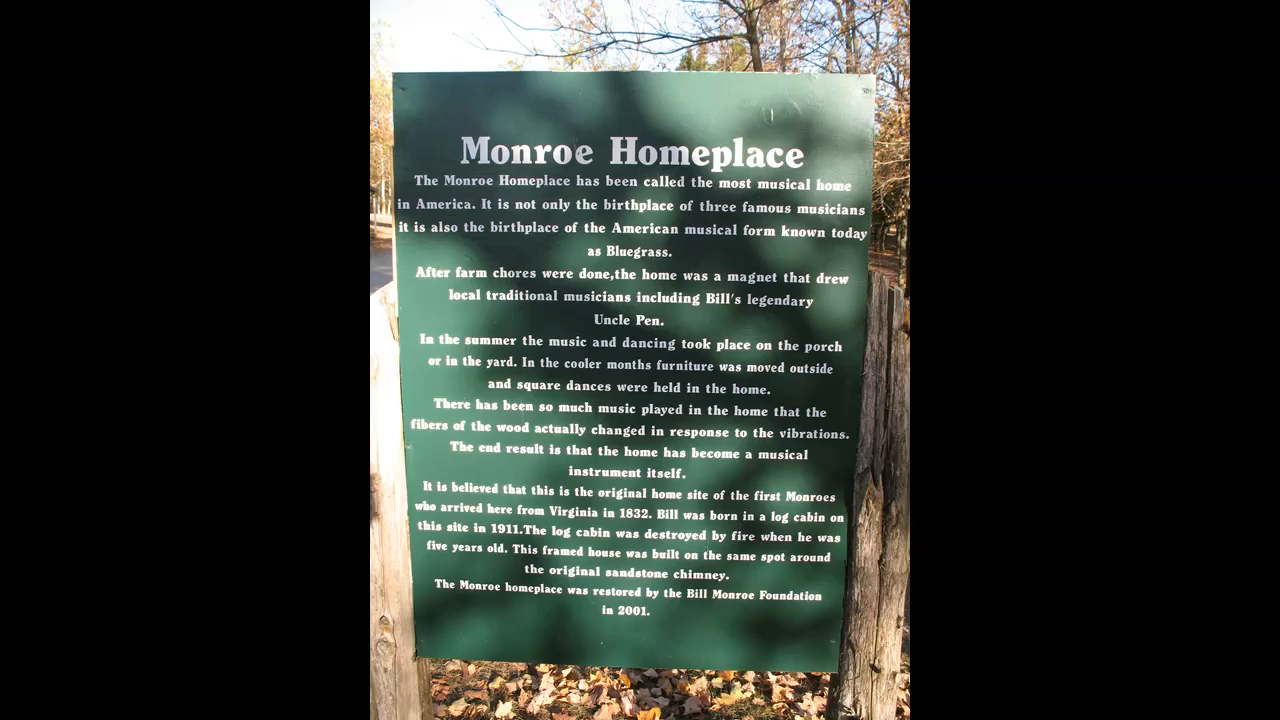 Monroe Homeplace
The Monroe Homeplace has been called the most musical home
in America. It is not only the birthplace of three famous musicians
it is also the birthplace of the American musical form known today
as Bluegrass.
After farm chores were done,the home was a magnet that drew
local traditional musicians including Bill's legendary
Uncle Pen.
In the summer the music and dancing took place on the porch
or in the yard. In the cooler months furniture was moved outside
and square dances were held in the home.
There has been so much music played in the home that the
fibers of the wood actually changed in response to the vibrations.
The end result is that the home has become a musical
instrument itself.
It is believed that this is the original home site of the first Monroes
who arrived here from Virginia in 1832. Bill was born in a log cabin on
this site in 1911.The log cabin was destroyed by fire when he was
five years old. This framed house was built on the same spot around
the original sandstone chimney.
The Monroe homeplace was restored by the Bill Monroe Foundation
in 2001.